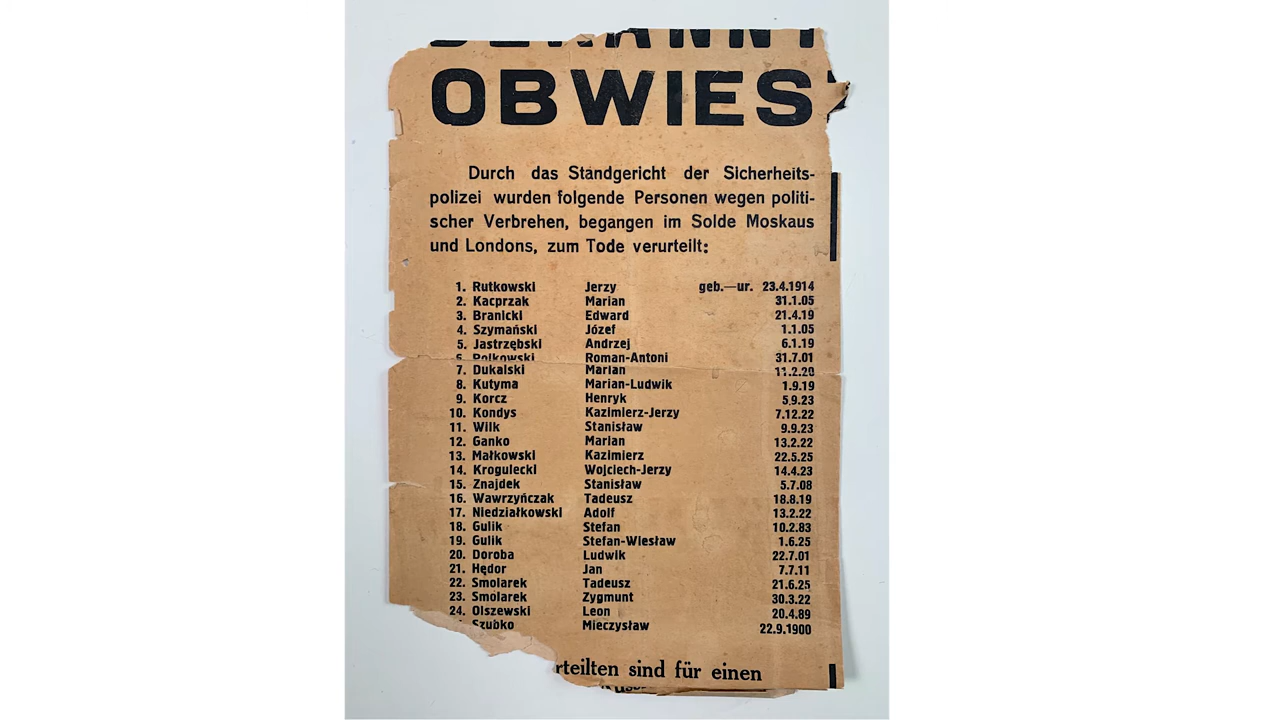 BEKANNT
OBWIES
Durch das Standgericht der Sicherheits-
polizei wurden folgende Personen wegen politi-
scher Verbrehen, begangen im Solde Moskaus
und Londons, zum Tode verurteilt:
1. Rutkowski Jerzy geb.—ur. 23.4.1914
2. Kacprzak Marian 31.1.05
3. Branicki Edward 21.4.19
4. Szymański Józef 1.1.05
5. Jastrzębski Andrzej 6.1.19
6. Polkowski Roman-Antoni 31.7.01
7. Dukalski Marian 11.2.20
8. Kutyma Marian-Ludwik 1.9.19
9. Korcz Henryk 5.9.23
10. Kondys Kazimierz-Jerzy 7.12.22
11. Wilk Stanisław 9.9.23
12. Ganko Marian 13.2.22
13. Małkowski Kazimierz 22.5.25
14. Krogulecki Wojciech-Jerzy 14.4.23
15. Znajdek Stanisław 5.7.08
16. Wawrzyńczak Tadeusz 18.8.19
17. Niedziałkowski Adolf 13.2.22
18. Gulik Stefan 10.2.83
19. Gulik Stefan-Wiesław 1.6.25
20. Doroba Ludwik 22.7.01
21. Hędor Jan 7.7.11
22. Smolarek Tadeusz 21.6.25
23. Smolarek Zygmunt 30.3.22
24. Olszewski Leon 20.4.89
Szubko Mieczysław 22.9.1900
rteilten sind für einen